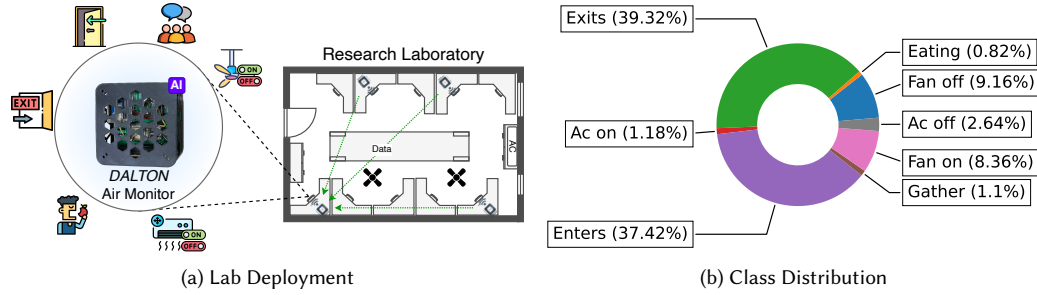 EXIT
AI
DALTON
Air Monitor
ON
OFF
ON
OFF
Research Laboratory
Data
AC
(a) Lab Deployment
Exits (39.32%)
Eating (0.82%)
Fan off (9.16%)
Ac on (1.18%)
Ac off (2.64%)
Fan on (8.36%)
Gather (1.1%)
Enters (37.42%)
(b) Class Distribution